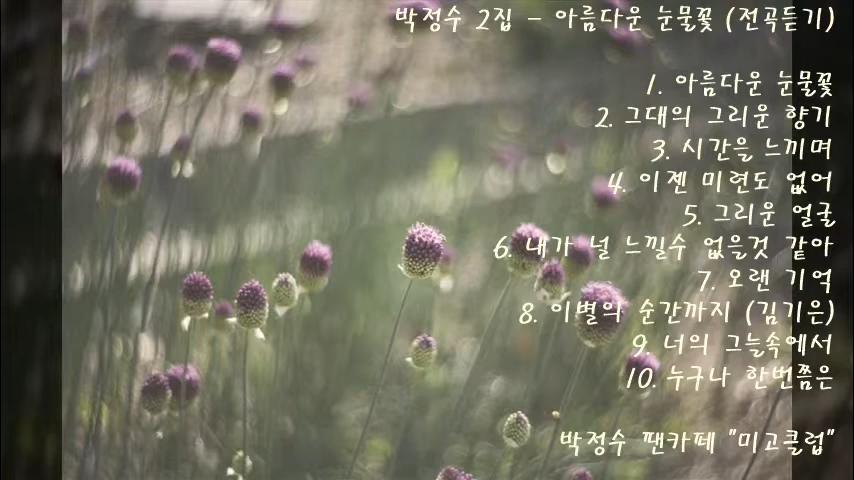 박정수 2집 - 아름다운 눈물꽃 (전곡듣기)
1. 아름다운 눈물꽃
2. 그대의 그리운 향기
3. 시간을 느끼며
4. 이젠 미련도 없어
5. 그리운 얼굴
6. 내가 널 느낄수 없을것 같아
7. 오랜 기억
8. 이별의 순간까지 (김기은)
9. 너의 그늘속에서
10. 누구나 한번쯤은
박정수 팬카페 "미고클럽"